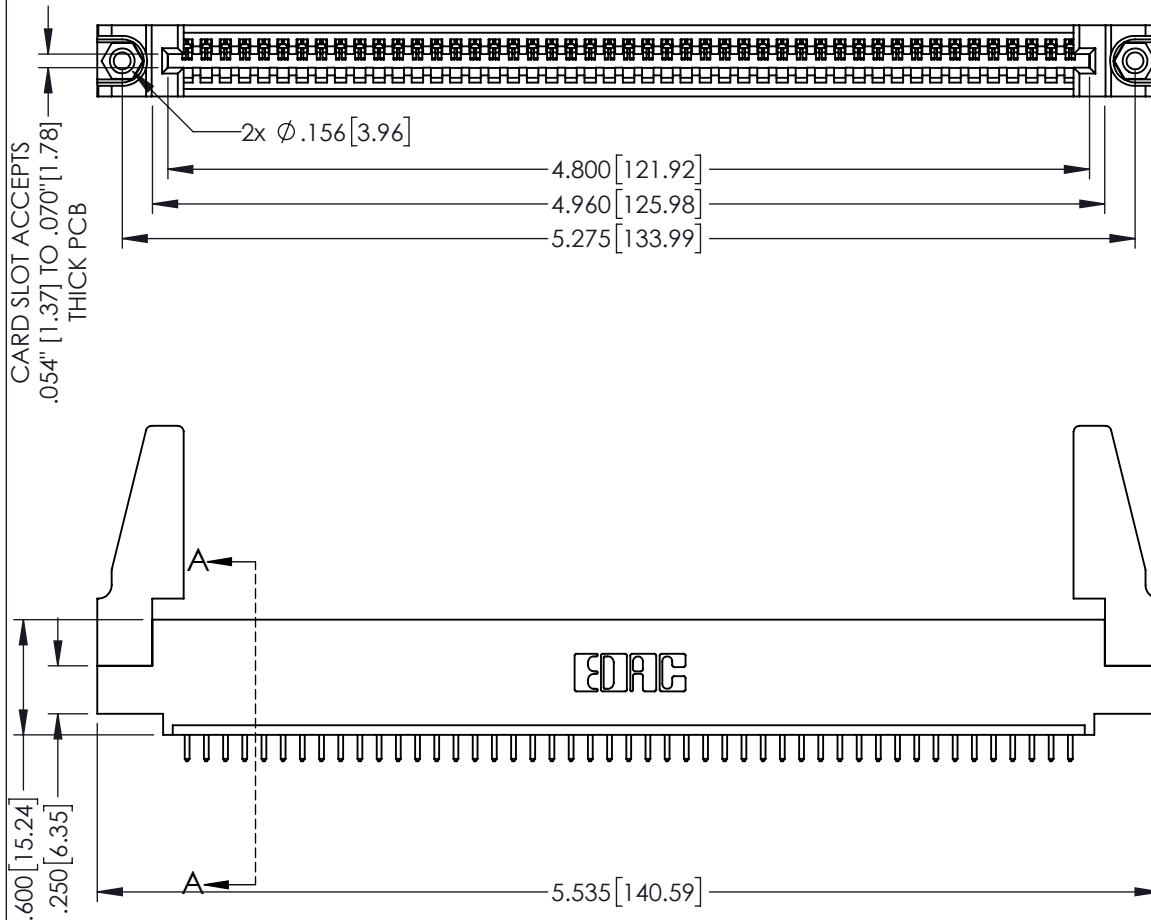 2x Ø.156[3.96]
4.800[121.92]
4.960[125.98]
5.275[133.99]
CARD SLOT ACCEPTS
.054" [1.37] TO .070"[1.78]
THICK PCB
A
EDAC
.600[15.24]
.250[6.35]
A
5.535[140.59]